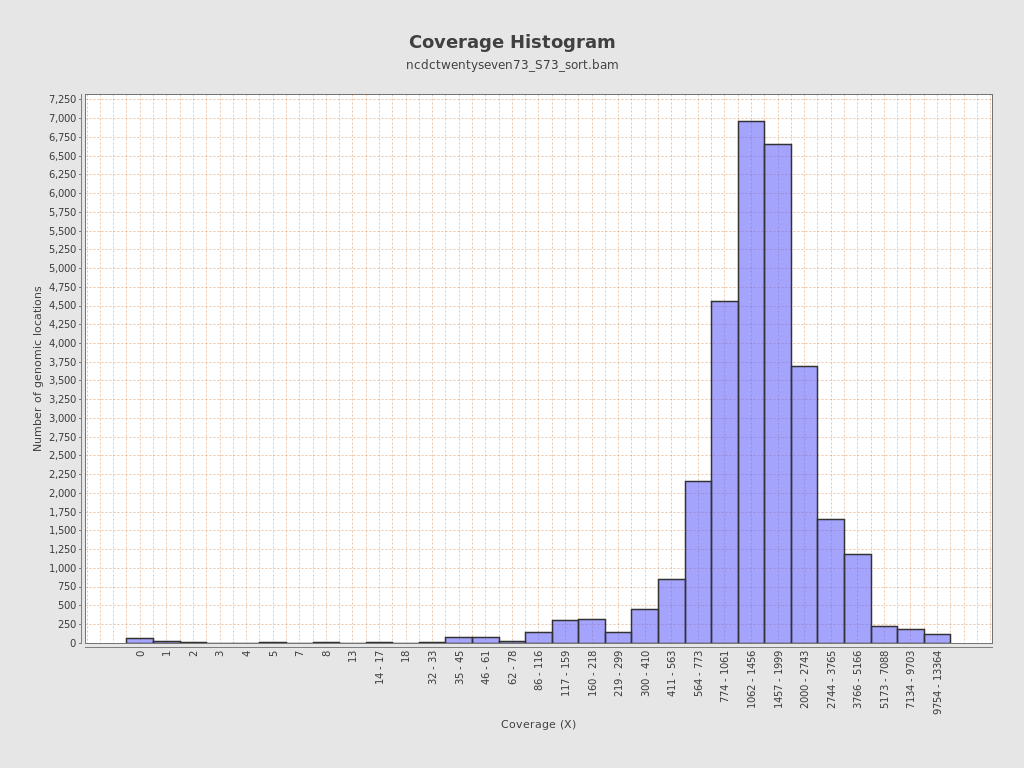 Coverage Histogram
ncdctwentyseven73_S73_sort.bam
Number of genomic locations
7,250
7,000
6,750
6,500
6,250
6,000
5,750
5,500
5,250
5,000
4,750
4,500
4,250
4,000
3,750
3,500
3,250
3,000
2,750
2,500
2,250
2,000
1,750
1,500
1,250
1,000
750
500
250
0
0
1
2
3
4
5
7
8
13
14 - 17
18
32 - 33
35 - 45
46 - 61
62 - 78
86 - 116
117 - 159
160 - 218
219 - 299
300 - 410
411 - 563
564 - 773
774 - 1061
1062 - 1456
1457 - 1999
2000 - 2743
2744 - 3765
3766 - 5166
5173 - 7088
7134 - 9703
9754 - 13364
Coverage (X)